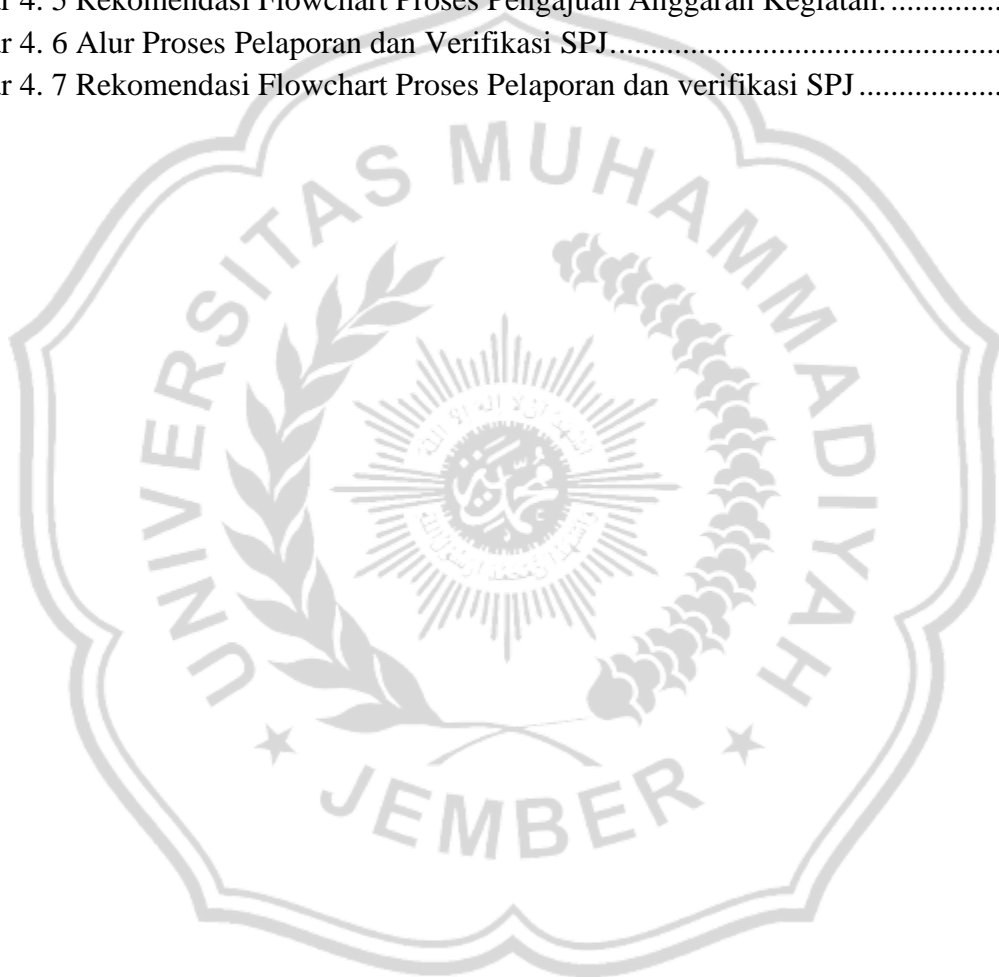 r 4. 5 Rekomendasi Flowchart Proses Pengajuan Anggaran Kegiatan. ..............
r 4. 6 Alur Proses Pelaporan dan Verifikasi SPJ.................................................
r 4. 7 Rekomendasi Flowchart Proses Pelaporan dan verifikasi SPJ ..................
UNIVERSITAS MUHAMMADIYAH
JEMBER